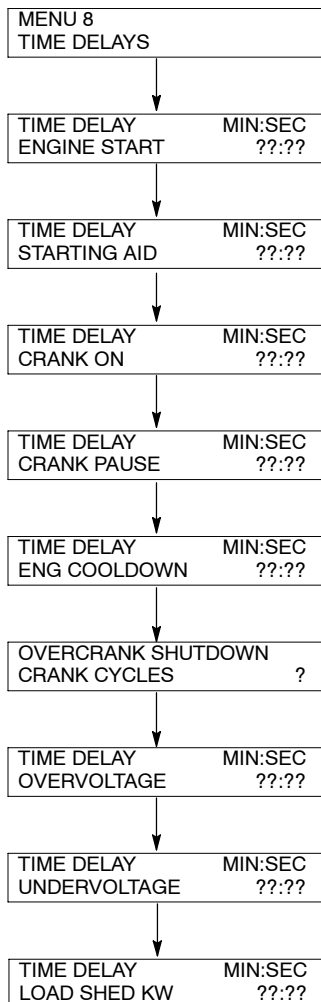 MENU 8
TIME DELAYS
TIME DELAY MIN:SEC
ENGINE START ??:??
TIME DELAY MIN:SEC
STARTING AID ??:??
TIME DELAY MIN:SEC
CRANK ON ??:??
TIME DELAY MIN:SEC
CRANK PAUSE ??:??
TIME DELAY MIN:SEC
ENG COOLDOWN ??:??
OVERCRANK SHUTDOWN
CRANK CYCLES ?
TIME DELAY MIN:SEC
OVERVOLTAGE ??:??
TIME DELAY MIN:SEC
UNDERVOLTAGE ??:??
TIME DELAY MIN:SEC
LOAD SHED KW ??:??